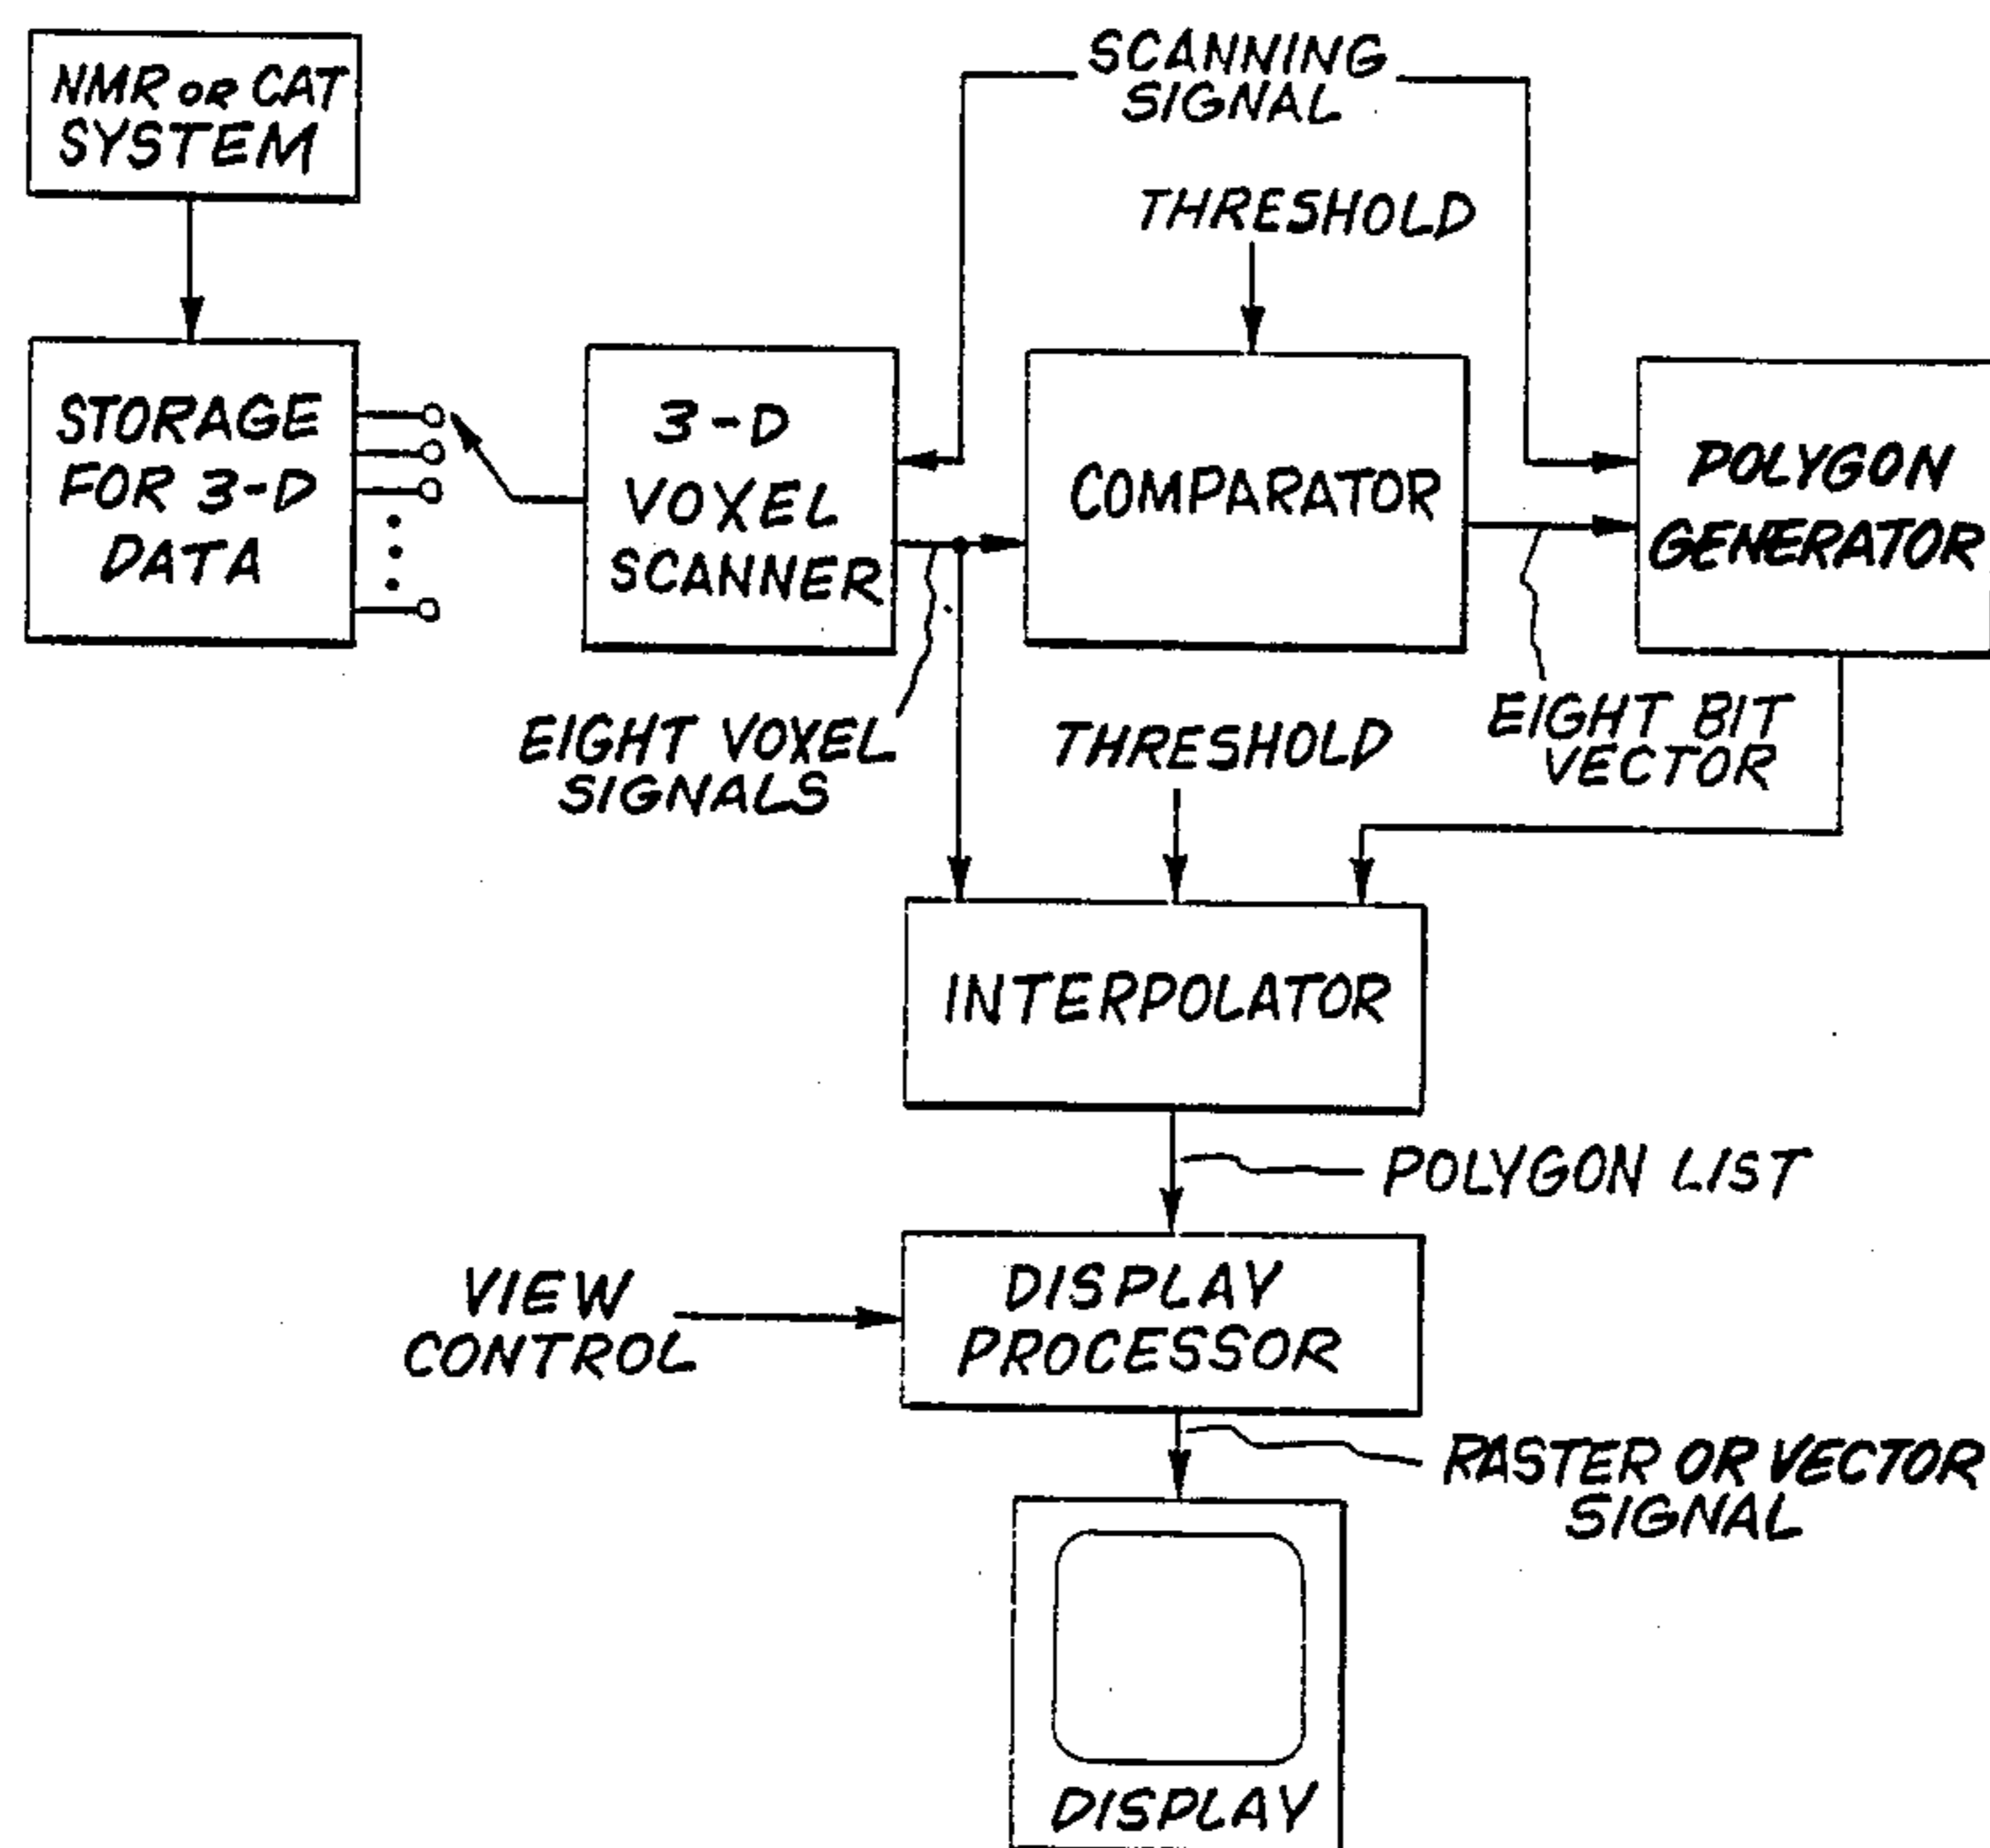 NMR OR CAT
SYSTEM
SCANNING
SIGNAL
THRESHOLD
STORAGE
FOR 3-D
DATA
3-D
VOXEL
SCANNER
COMPARATOR
POLYGON
GENERATOR
EIGHT VOXEL
SIGNALS
THRESHOLD
EIGHT BIT
VECTOR
INTERPOLATOR
POLYGON LIST
VIEW
CONTROL
DISPLAY
PROCESSOR
RASTER OR VECTOR
SIGNAL
DISPLAY